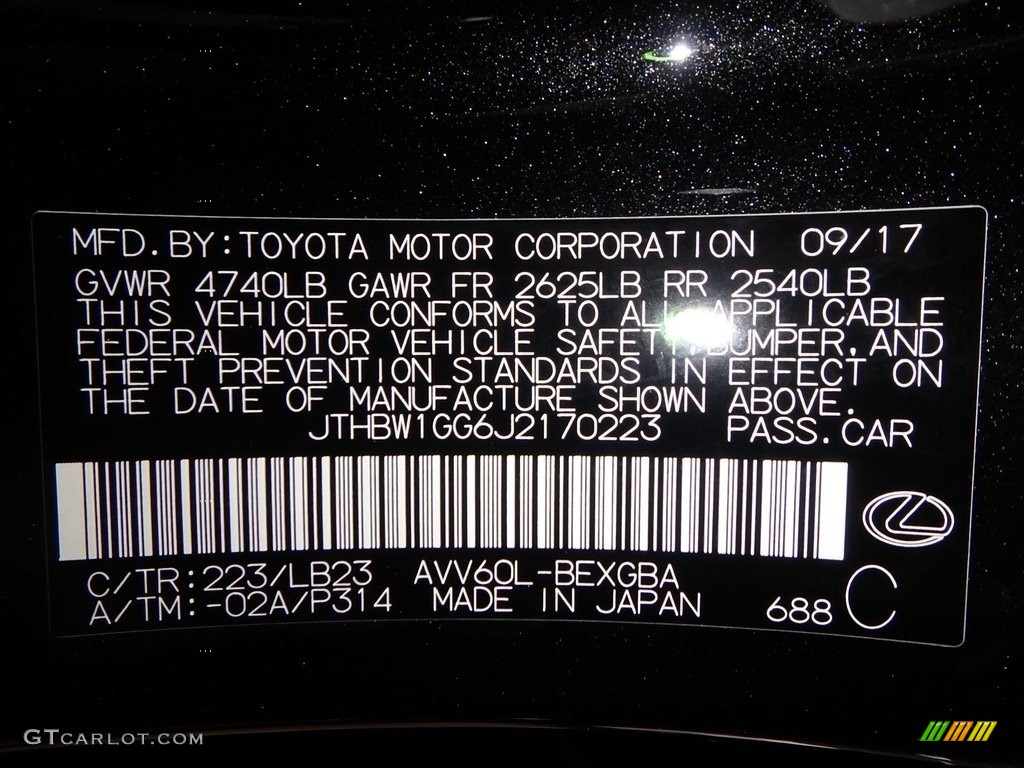 MFD.BY:TOYOTA MOTOR CORPORATION 09/17
GVWR 4740LB GAWR FR 2625LB RR 2540LB
THIS VEHICLE CONFORMS TO ALL APPLICABLE
FEDERAL MOTOR VEHICLE SAFETY,BUMPER,AND
THEFT PREVENTION STANDARDS IN EFFECT ON
THE DATE OF MANUFACTURE SHOWN ABOVE.
JTHBW1GG6J2170223 PASS.CAR
C/TR:223/LB23 AVV60L-BEXGBA
A/TM:-02A/P314 MADE IN JAPAN 688 C
GTCARLOT.COM